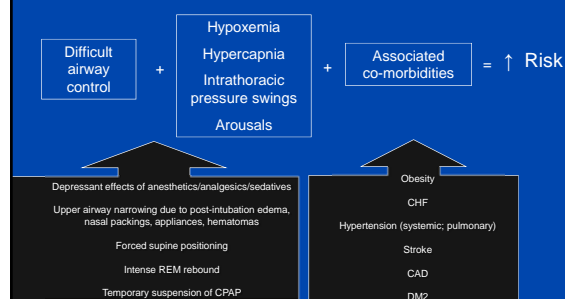 Difficult
airway
control
+
Hypoxemia
Hypercapnia
Intrathoracic
pressure swings
Arousals
+
Associated
co-morbidities
= ↑ Risk
Depressant effects of anesthetics/analgesics/sedatives
Upper airway narrowing due to post-intubation edema,
nasal packings, appliances, hematomas
Forced supine positioning
Intense REM rebound
Temporary suspension of CPAP
Obesity
CHF
Hypertension (systemic; pulmonary)
Stroke
CAD
DM2